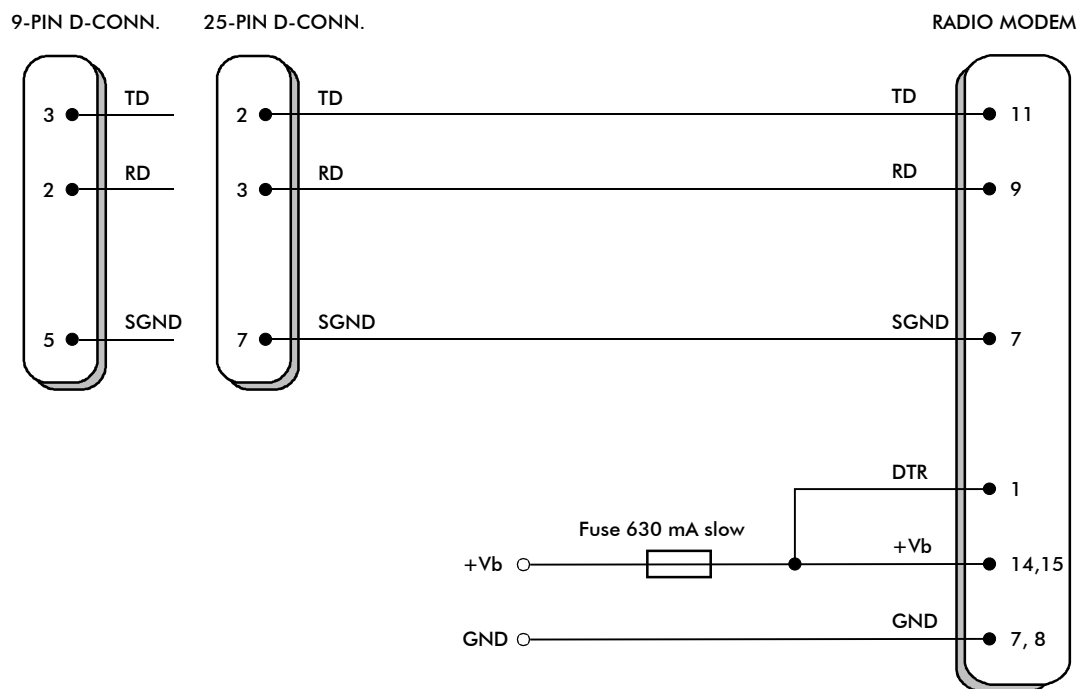 9-PIN D-CONN. 25-PIN D-CONN. RADIO MODEM
3 TD 2 TD TD 11
2 RD 3 RD RD 9
5 SGND 7 SGND SGND 7
DTR 1
Fuse 630 mA slow
+Vb +Vb 14,15
GND GND 7, 8